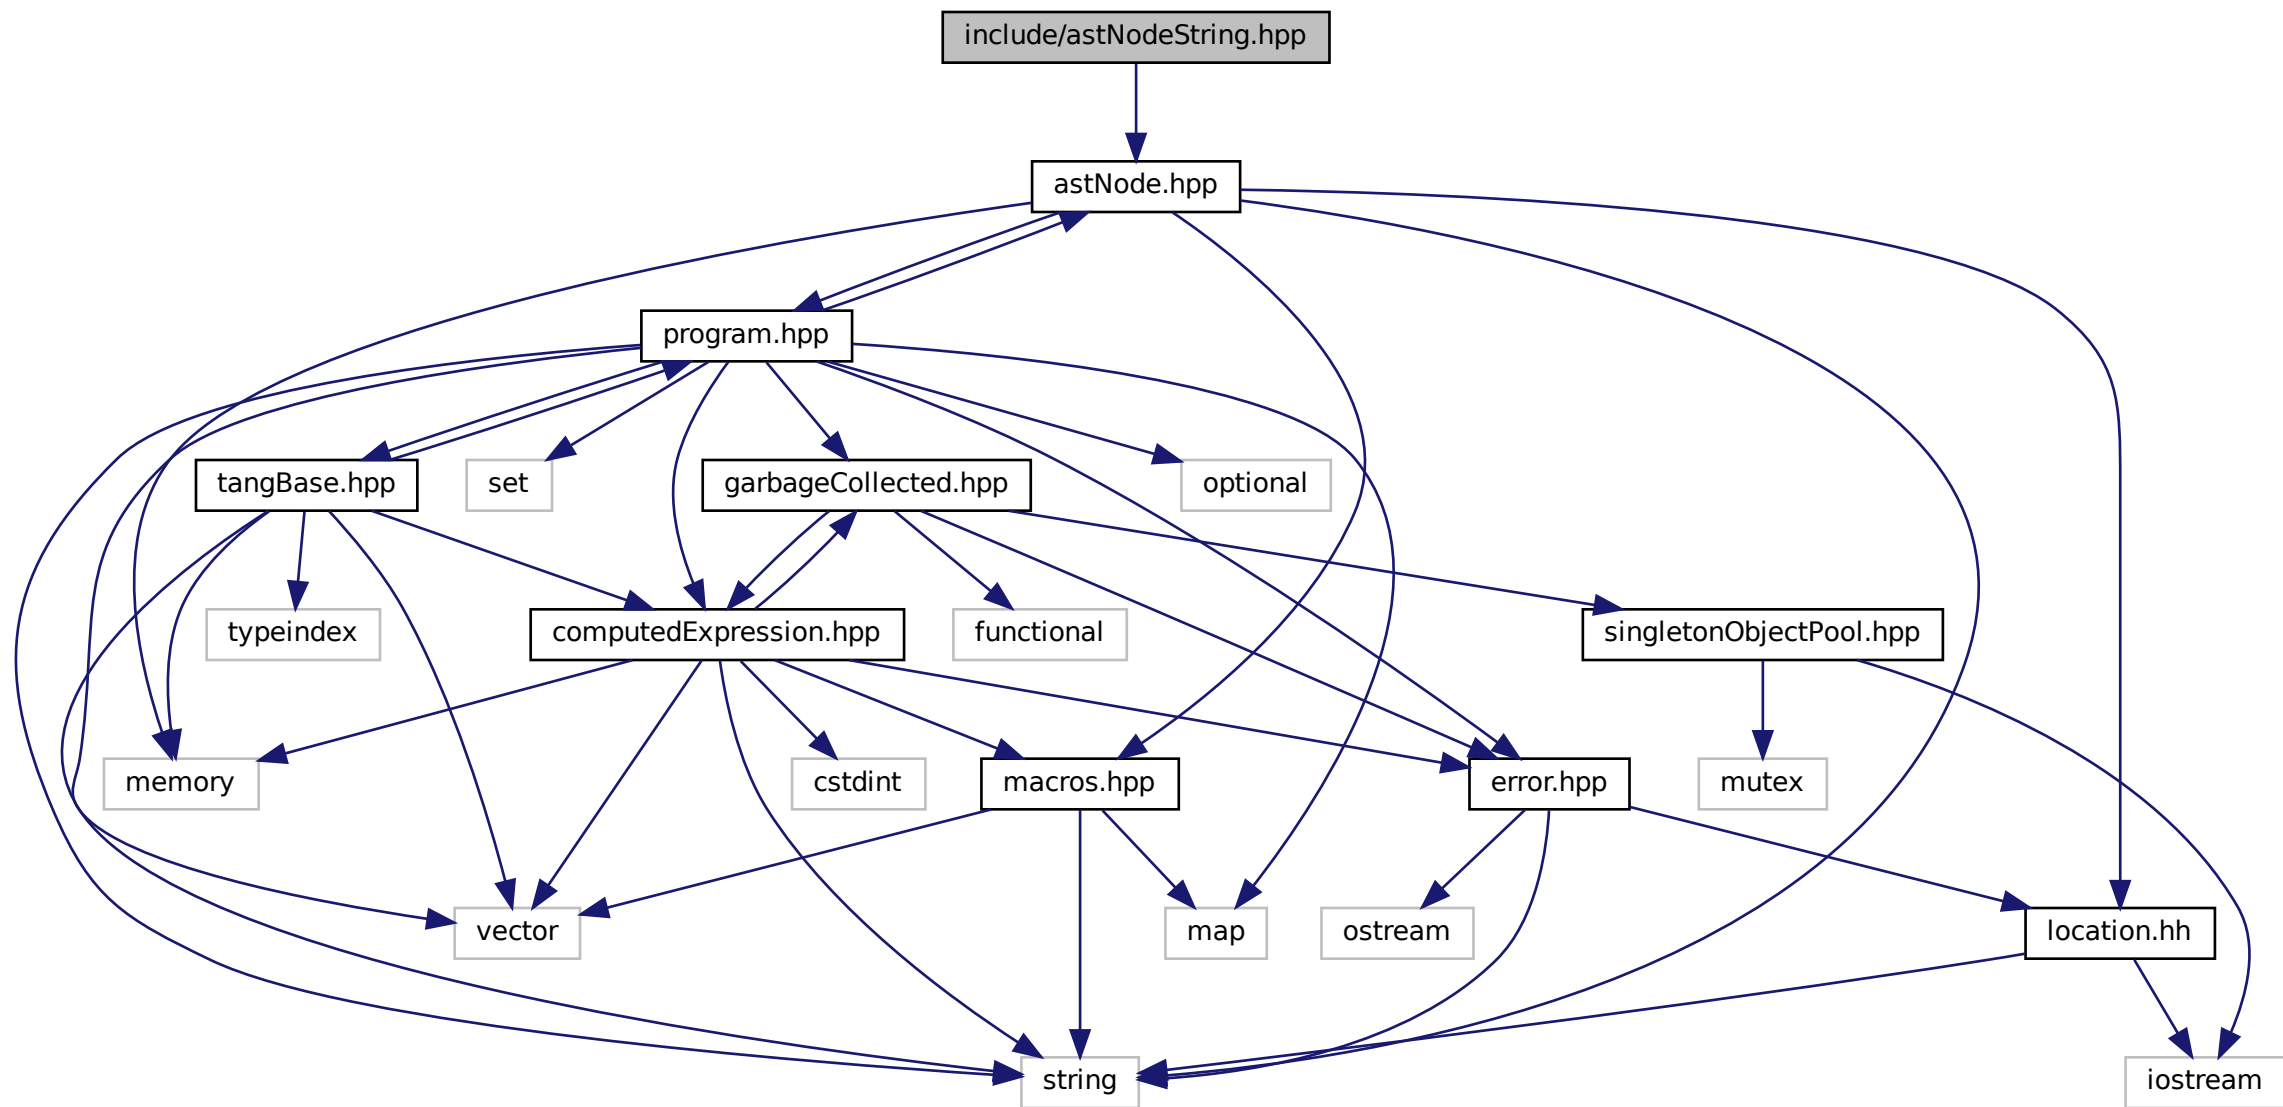 include/astNodeString.hpp
astNode.hpp
program.hpp
tangBase.hpp
set
garbageCollected.hpp
optional
typeindex
computedExpression.hpp
functional
singletonObjectPool.hpp
memory
cstdint
macros.hpp
error.hpp
mutex
vector
map
ostream
location.hh
string
iostream